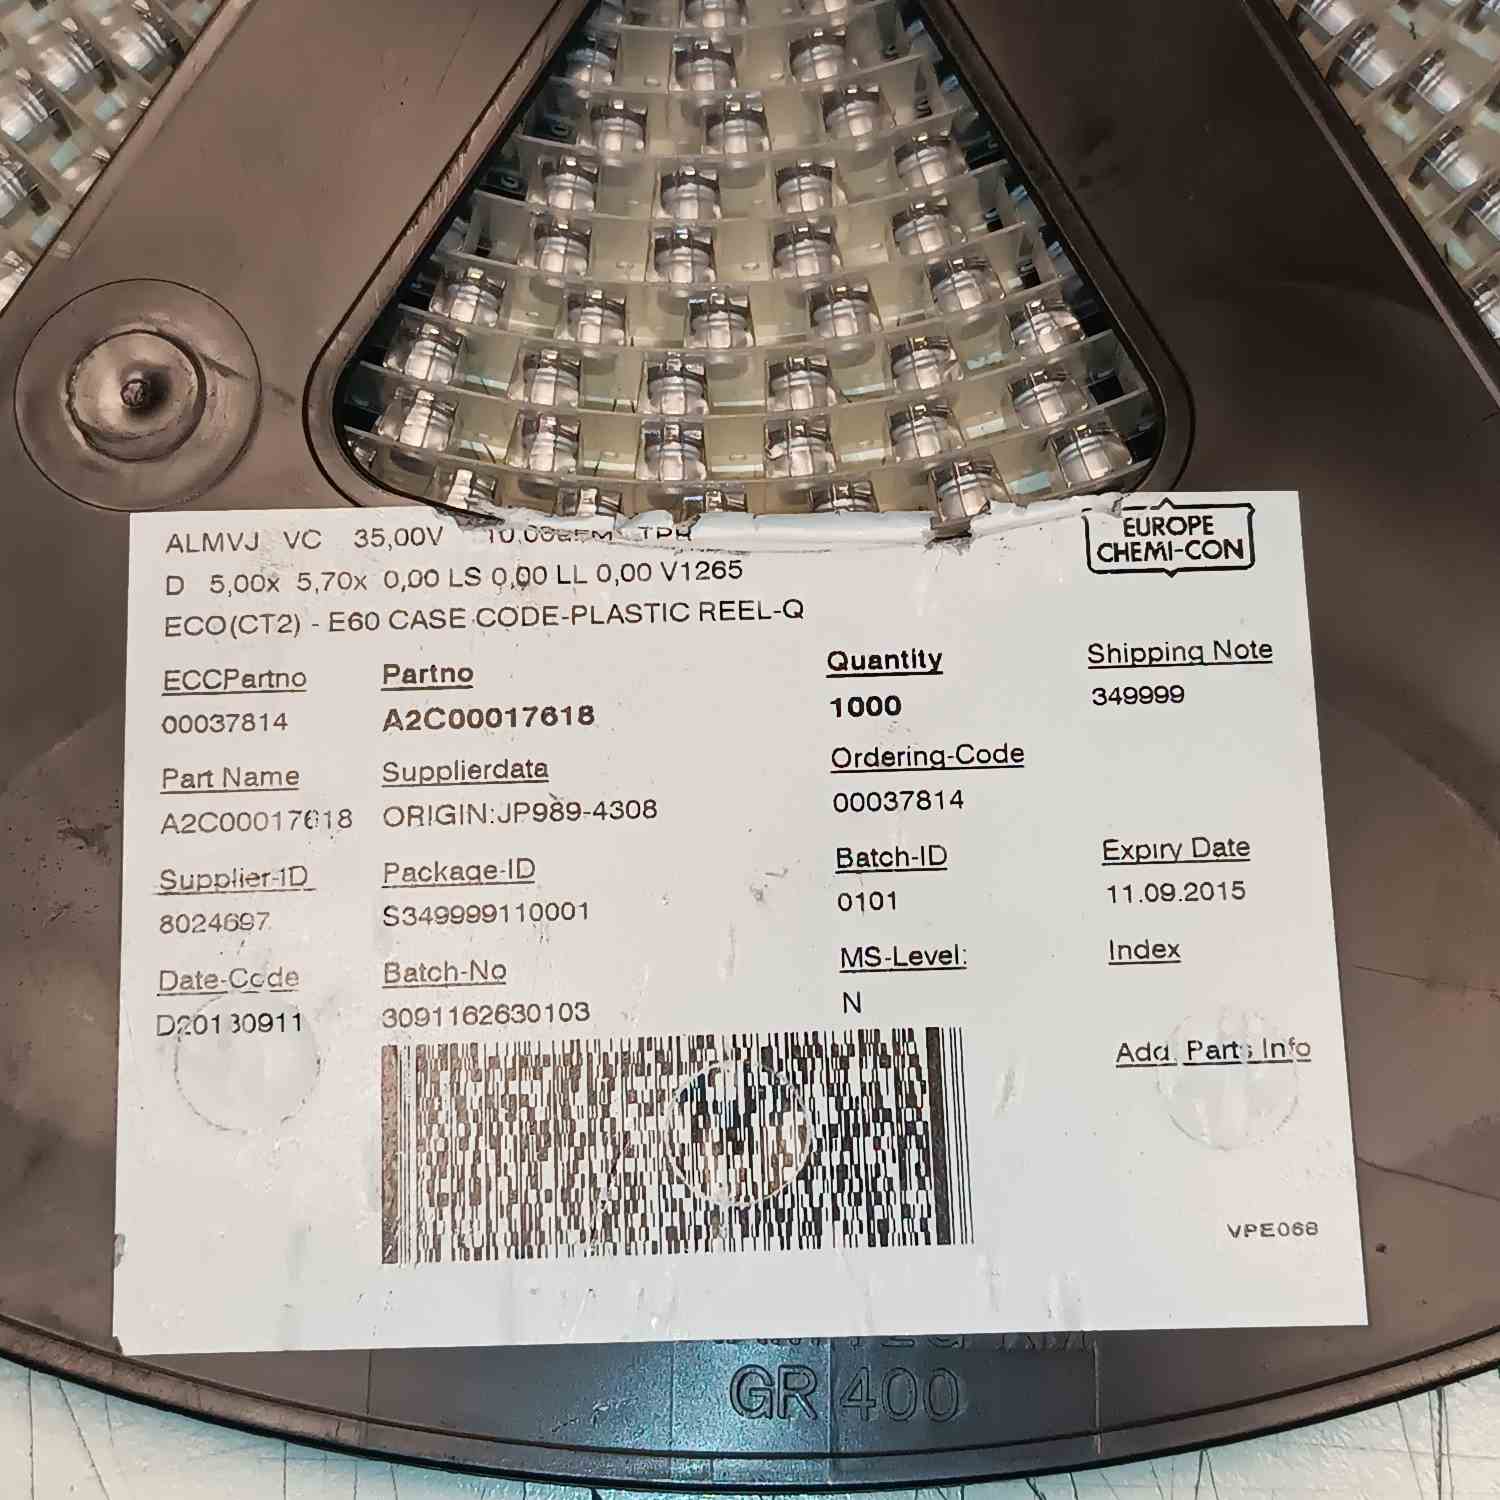 ALMVJ VC 35,00V TPR
D 5,00x 5,70x 0,00 LS 0,00 LL 0,00 V1265
ECO(CT2) - E60 CASE CODE-PLASTIC REEL-Q
EUROPE
CHEMI-CON
ECCPartno Partno Quantity Shipping Note
00037814 A2C00017618 1000 349999
Part Name Supplierdata Ordering-Code
A2C00017618 ORIGIN:JP989-4308 00037814
Supplier-ID Package-ID Batch-ID Expiry Date
8024697 S349999110001 0101 11.09.2015
Date-Code Batch-No MS-Level: Index
D20130911 3091162630103 N
Add. Parts Info
VPE068
GR 400